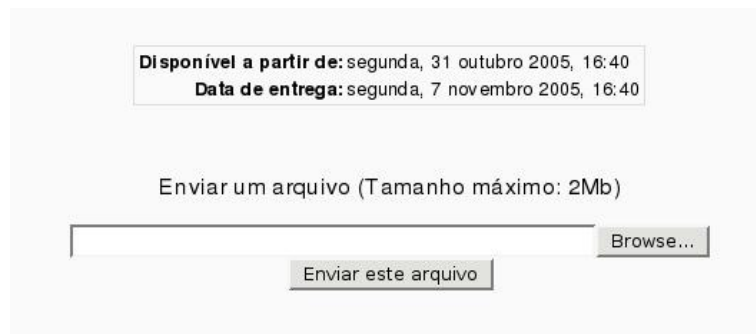 Disponível a partir de: segunda, 31 outubro 2005, 16:40
Data de entrega: segunda, 7 novembro 2005, 16:40
Enviar um arquivo (Tamanho máximo: 2Mb)
Browse...
Enviar este arquivo